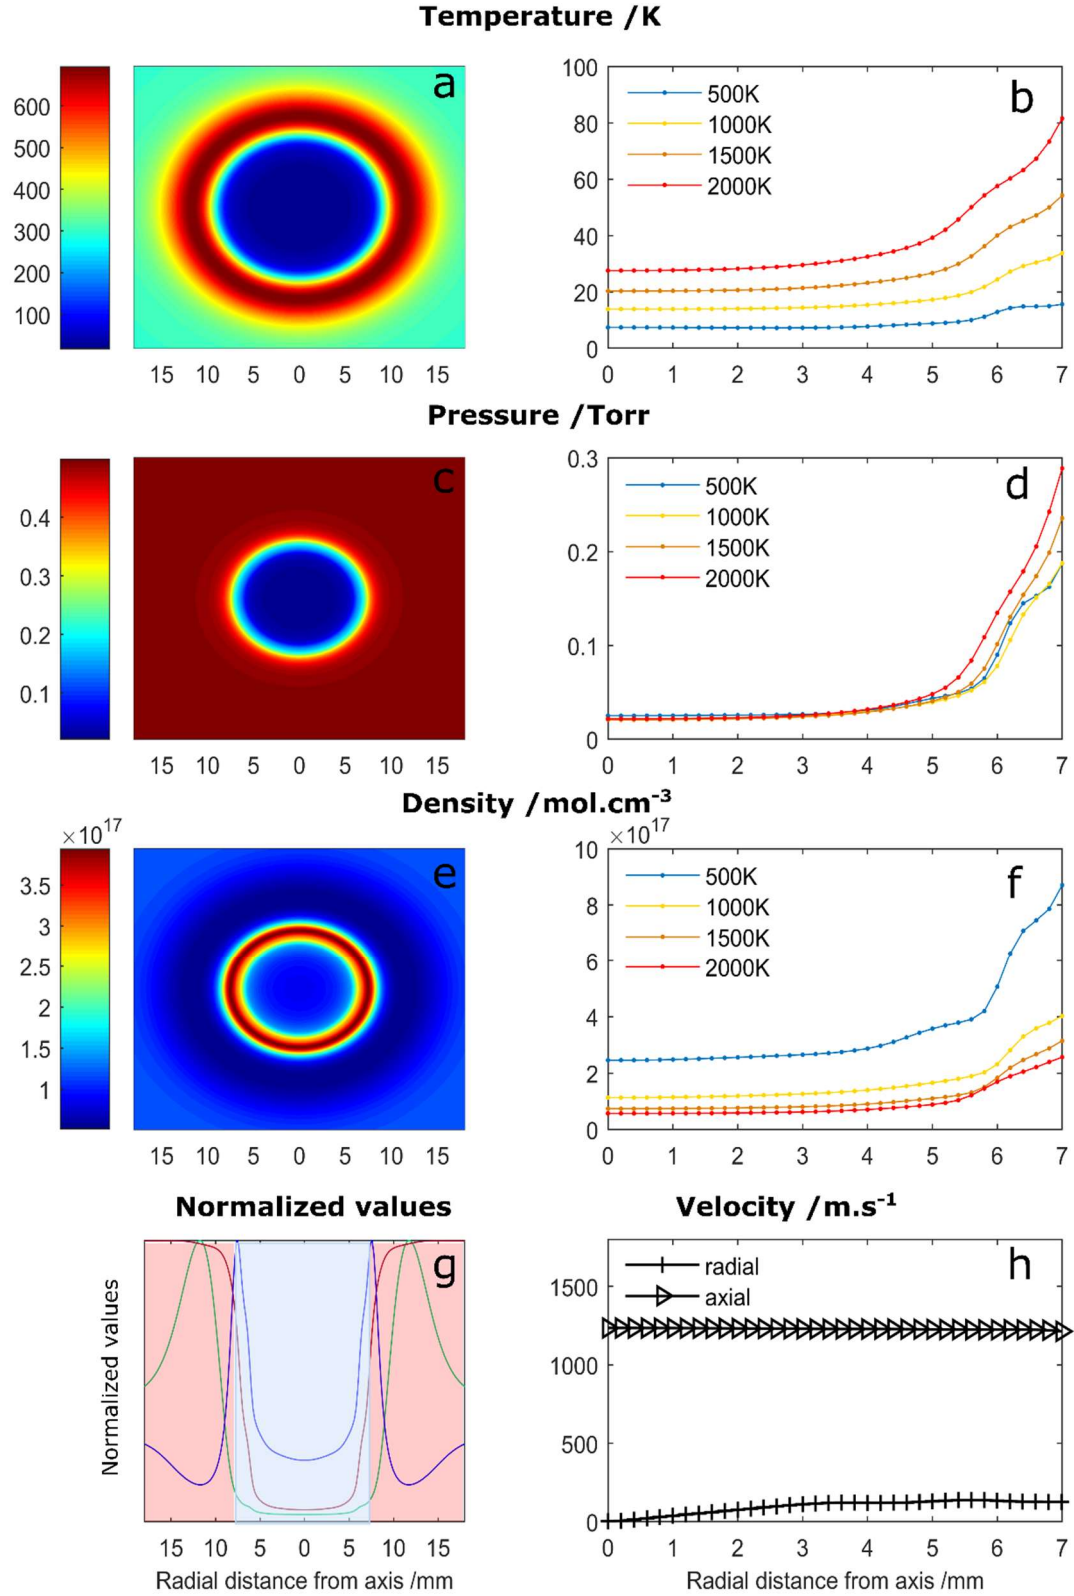 Temperature /K
a
600
500
400
300
200
100
15 10 5 0 5 10 15
b
100
80
60
40
20
0
500K
1000K
1500K
2000K
0 1 2 3 4 5 6 7
Pressure /Torr
c
0.4
0.3
0.2
0.1
15 10 5 0 5 10 15
d
0.3
0.2
0.1
0
500K
1000K
1500K
2000K
0 1 2 3 4 5 6 7
Density /mol.cm⁻³
×10¹⁷
e
3.5
3
2.5
2
1.5
1
15 10 5 0 5 10 15
×10¹⁷
f
10
8
6
4
2
0
500K
1000K
1500K
2000K
0 1 2 3 4 5 6 7
Normalized values
g
Normalized values
15 10 5 0 5 10 15
Radial distance from axis /mm
Velocity /m.s⁻¹
h
radial
axial
1500
1000
500
0
0 1 2 3 4 5 6 7
Radial distance from axis /mm